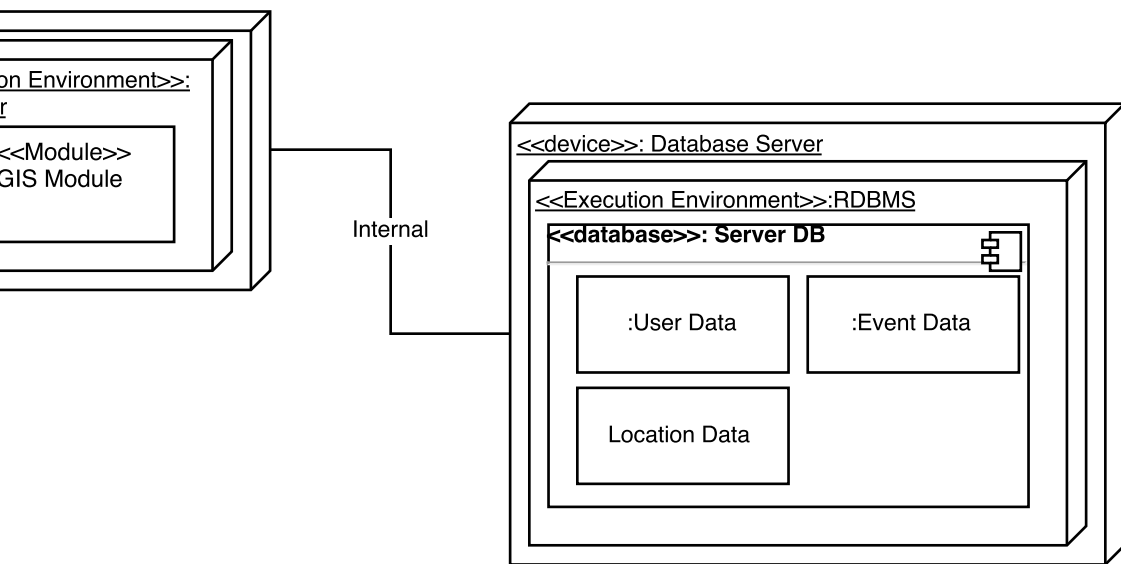 on Environment>>:
r
<<Module>>
GIS Module
Internal
<<device>>: Database Server
<<Execution Environment>>:RDBMS
<<database>>: Server DB
:User Data
:Event Data
Location Data